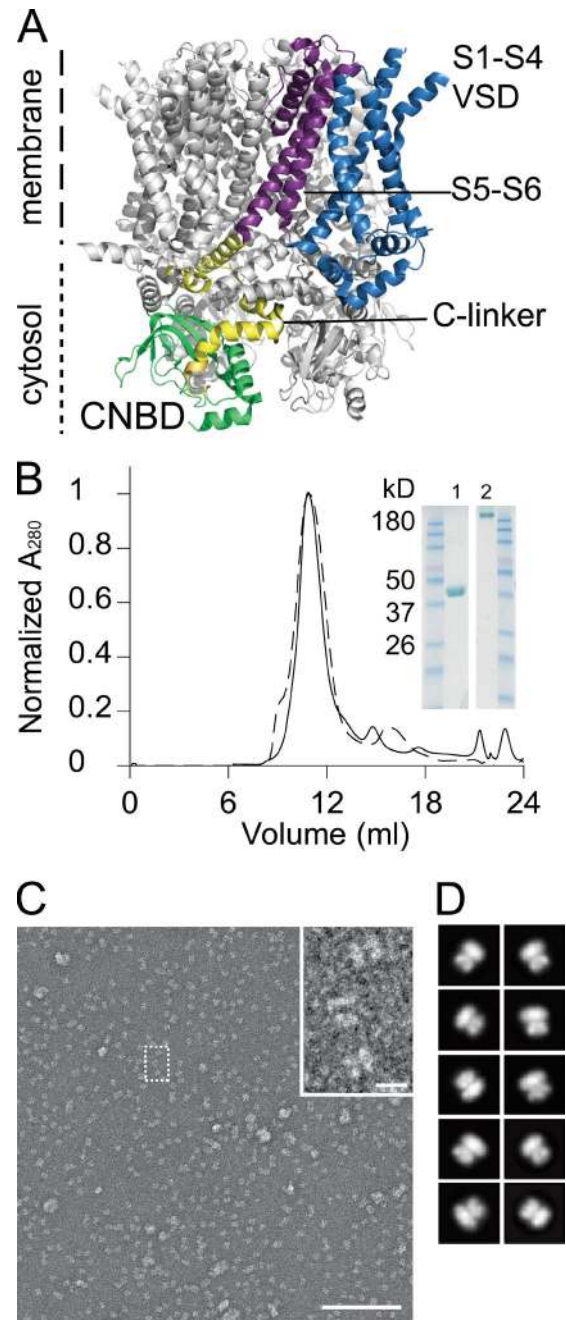 A
membrane
cytosol
S1–S4
VSD
S5–S6
C-linker
CNBD
B
Normalized A280
1
0.8
0.6
0.4
0.2
0
0 6 12 18 24
Volume (ml)
kD 1 2
180
50
37
26
C
D